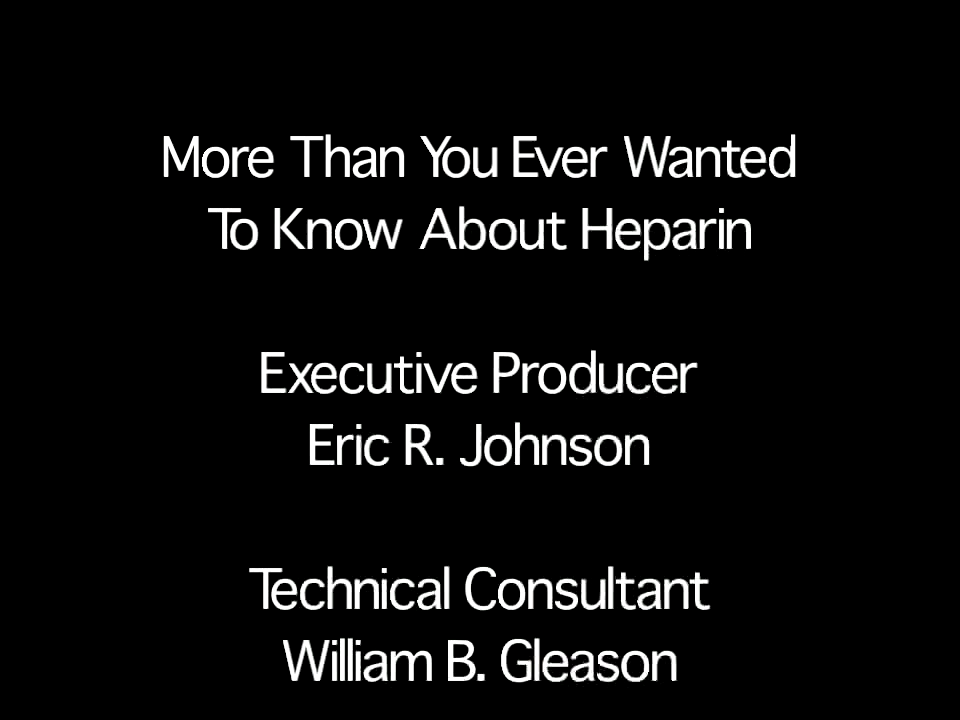 More Than You Ever Wanted
To Know About Heparin
Executive Producer
Eric R. Johnson
Technical Consultant
William B. Gleason